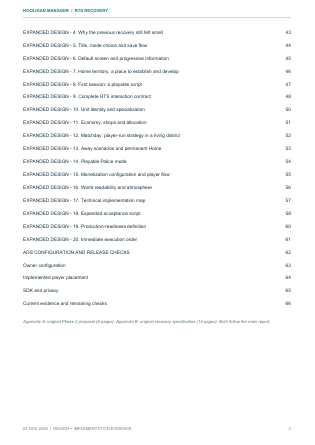 HOOLIGAN MANAGER / RTS RECOVERY
EXPANDED DESIGN - 4. Why the previous recovery still felt small 43
EXPANDED DESIGN - 5. Title, mode choice and save flow 44
EXPANDED DESIGN - 6. Default screen and progressive information 45
EXPANDED DESIGN - 7. Home territory: a place to establish and develop 46
EXPANDED DESIGN - 8. First session: a playable script 47
EXPANDED DESIGN - 9. Complete RTS interaction contract 48
EXPANDED DESIGN - 10. Unit identity and specialization 50
EXPANDED DESIGN - 11. Economy, shops and allocation 51
EXPANDED DESIGN - 12. Matchday: player-run strategy in a living district 52
EXPANDED DESIGN - 13. Away scenarios and permanent Home 53
EXPANDED DESIGN - 14. Playable Police mode 54
EXPANDED DESIGN - 15. Monetization configuration and player flow 55
EXPANDED DESIGN - 16. World readability and atmosphere 56
EXPANDED DESIGN - 17. Technical implementation map 57
EXPANDED DESIGN - 18. Expanded acceptance script 58
EXPANDED DESIGN - 19. Production-readiness definition 60
EXPANDED DESIGN - 20. Immediate execution order 61
ADS CONFIGURATION AND RELEASE CHECKS 62
Owner configuration 63
Implemented player placement 64
SDK and privacy 65
Current evidence and remaining checks 66
Appendix A: original Phase 2 proposal (8 pages). Appendix B: original recovery specification (14 pages). Both follow the main report.
02 NOV 2025 | DESIGN + IMPLEMENTATION EVIDENCE 3